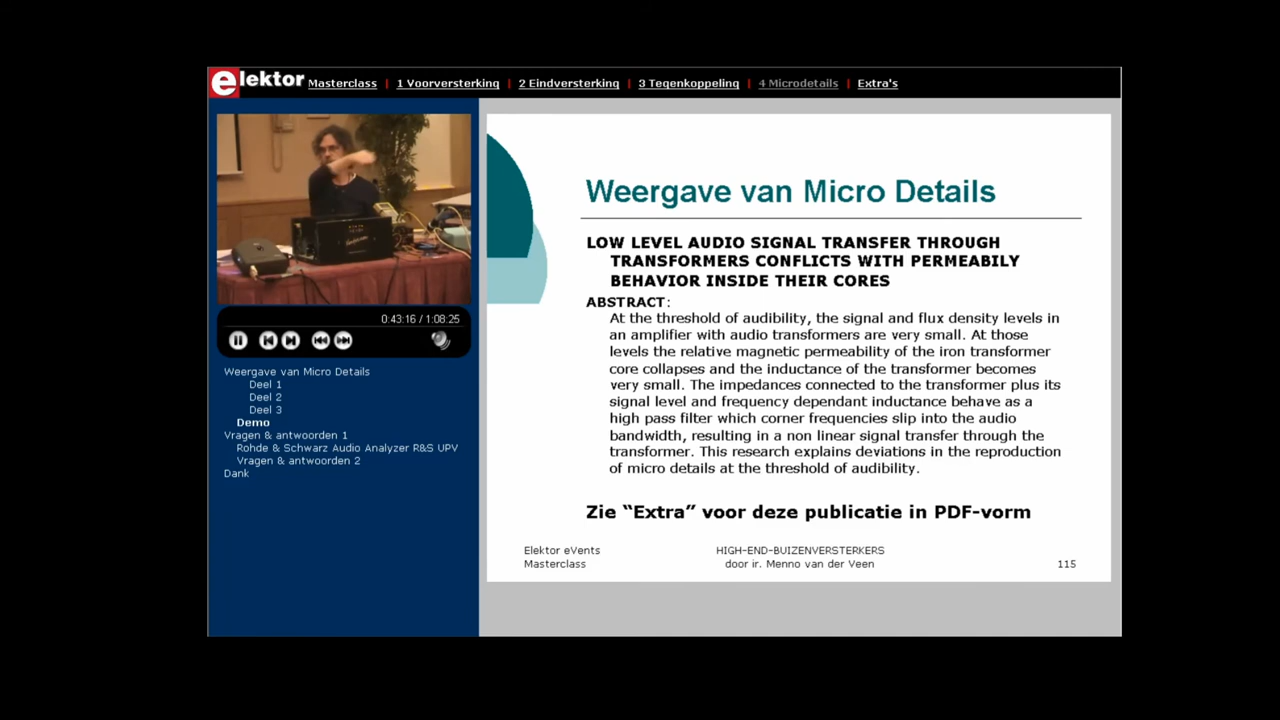 elektor Masterclass | 1 Voorversterking | 2 Eindversterking | 3 Tegenkoppeling | 4 Microdetails | Extra's
0:43:16 / 1:08:25
Weergave van Micro Details
Deel 1
Deel 2
Deel 3
Demo
Vragen & antwoorden 1
Rohde & Schwarz Audio Analyzer R&S UPV
Vragen & antwoorden 2
Dank
Weergave van Micro Details
LOW LEVEL AUDIO SIGNAL TRANSFER THROUGH
TRANSFORMERS CONFLICTS WITH PERMEABILY
BEHAVIOR INSIDE THEIR CORES
ABSTRACT:
At the threshold of audibility, the signal and flux density levels in
an amplifier with audio transformers are very small. At those
levels the relative magnetic permeability of the iron transformer
core collapses and the inductance of the transformer becomes
very small. The impedances connected to the transformer plus its
signal level and frequency dependant inductance behave as a
high pass filter which corner frequencies slip into the audio
bandwidth, resulting in a non linear signal transfer through the
transformer. This research explains deviations in the reproduction
of micro details at the threshold of audibility.
Zie “Extra” voor deze publicatie in PDF-vorm
Elektor eVents
Masterclass
HIGH-END-BUIZENVERSTERKERS
door ir. Menno van der Veen
115